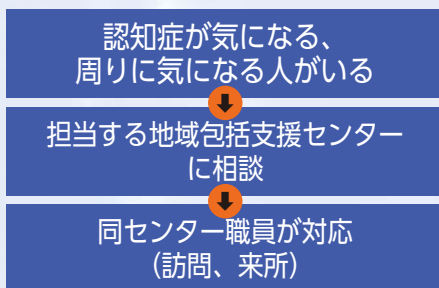 認知症が気になる、
周りに気になる人がいる
担当する地域包括支援センター
に相談
同センター職員が対応
(訪問、来所)